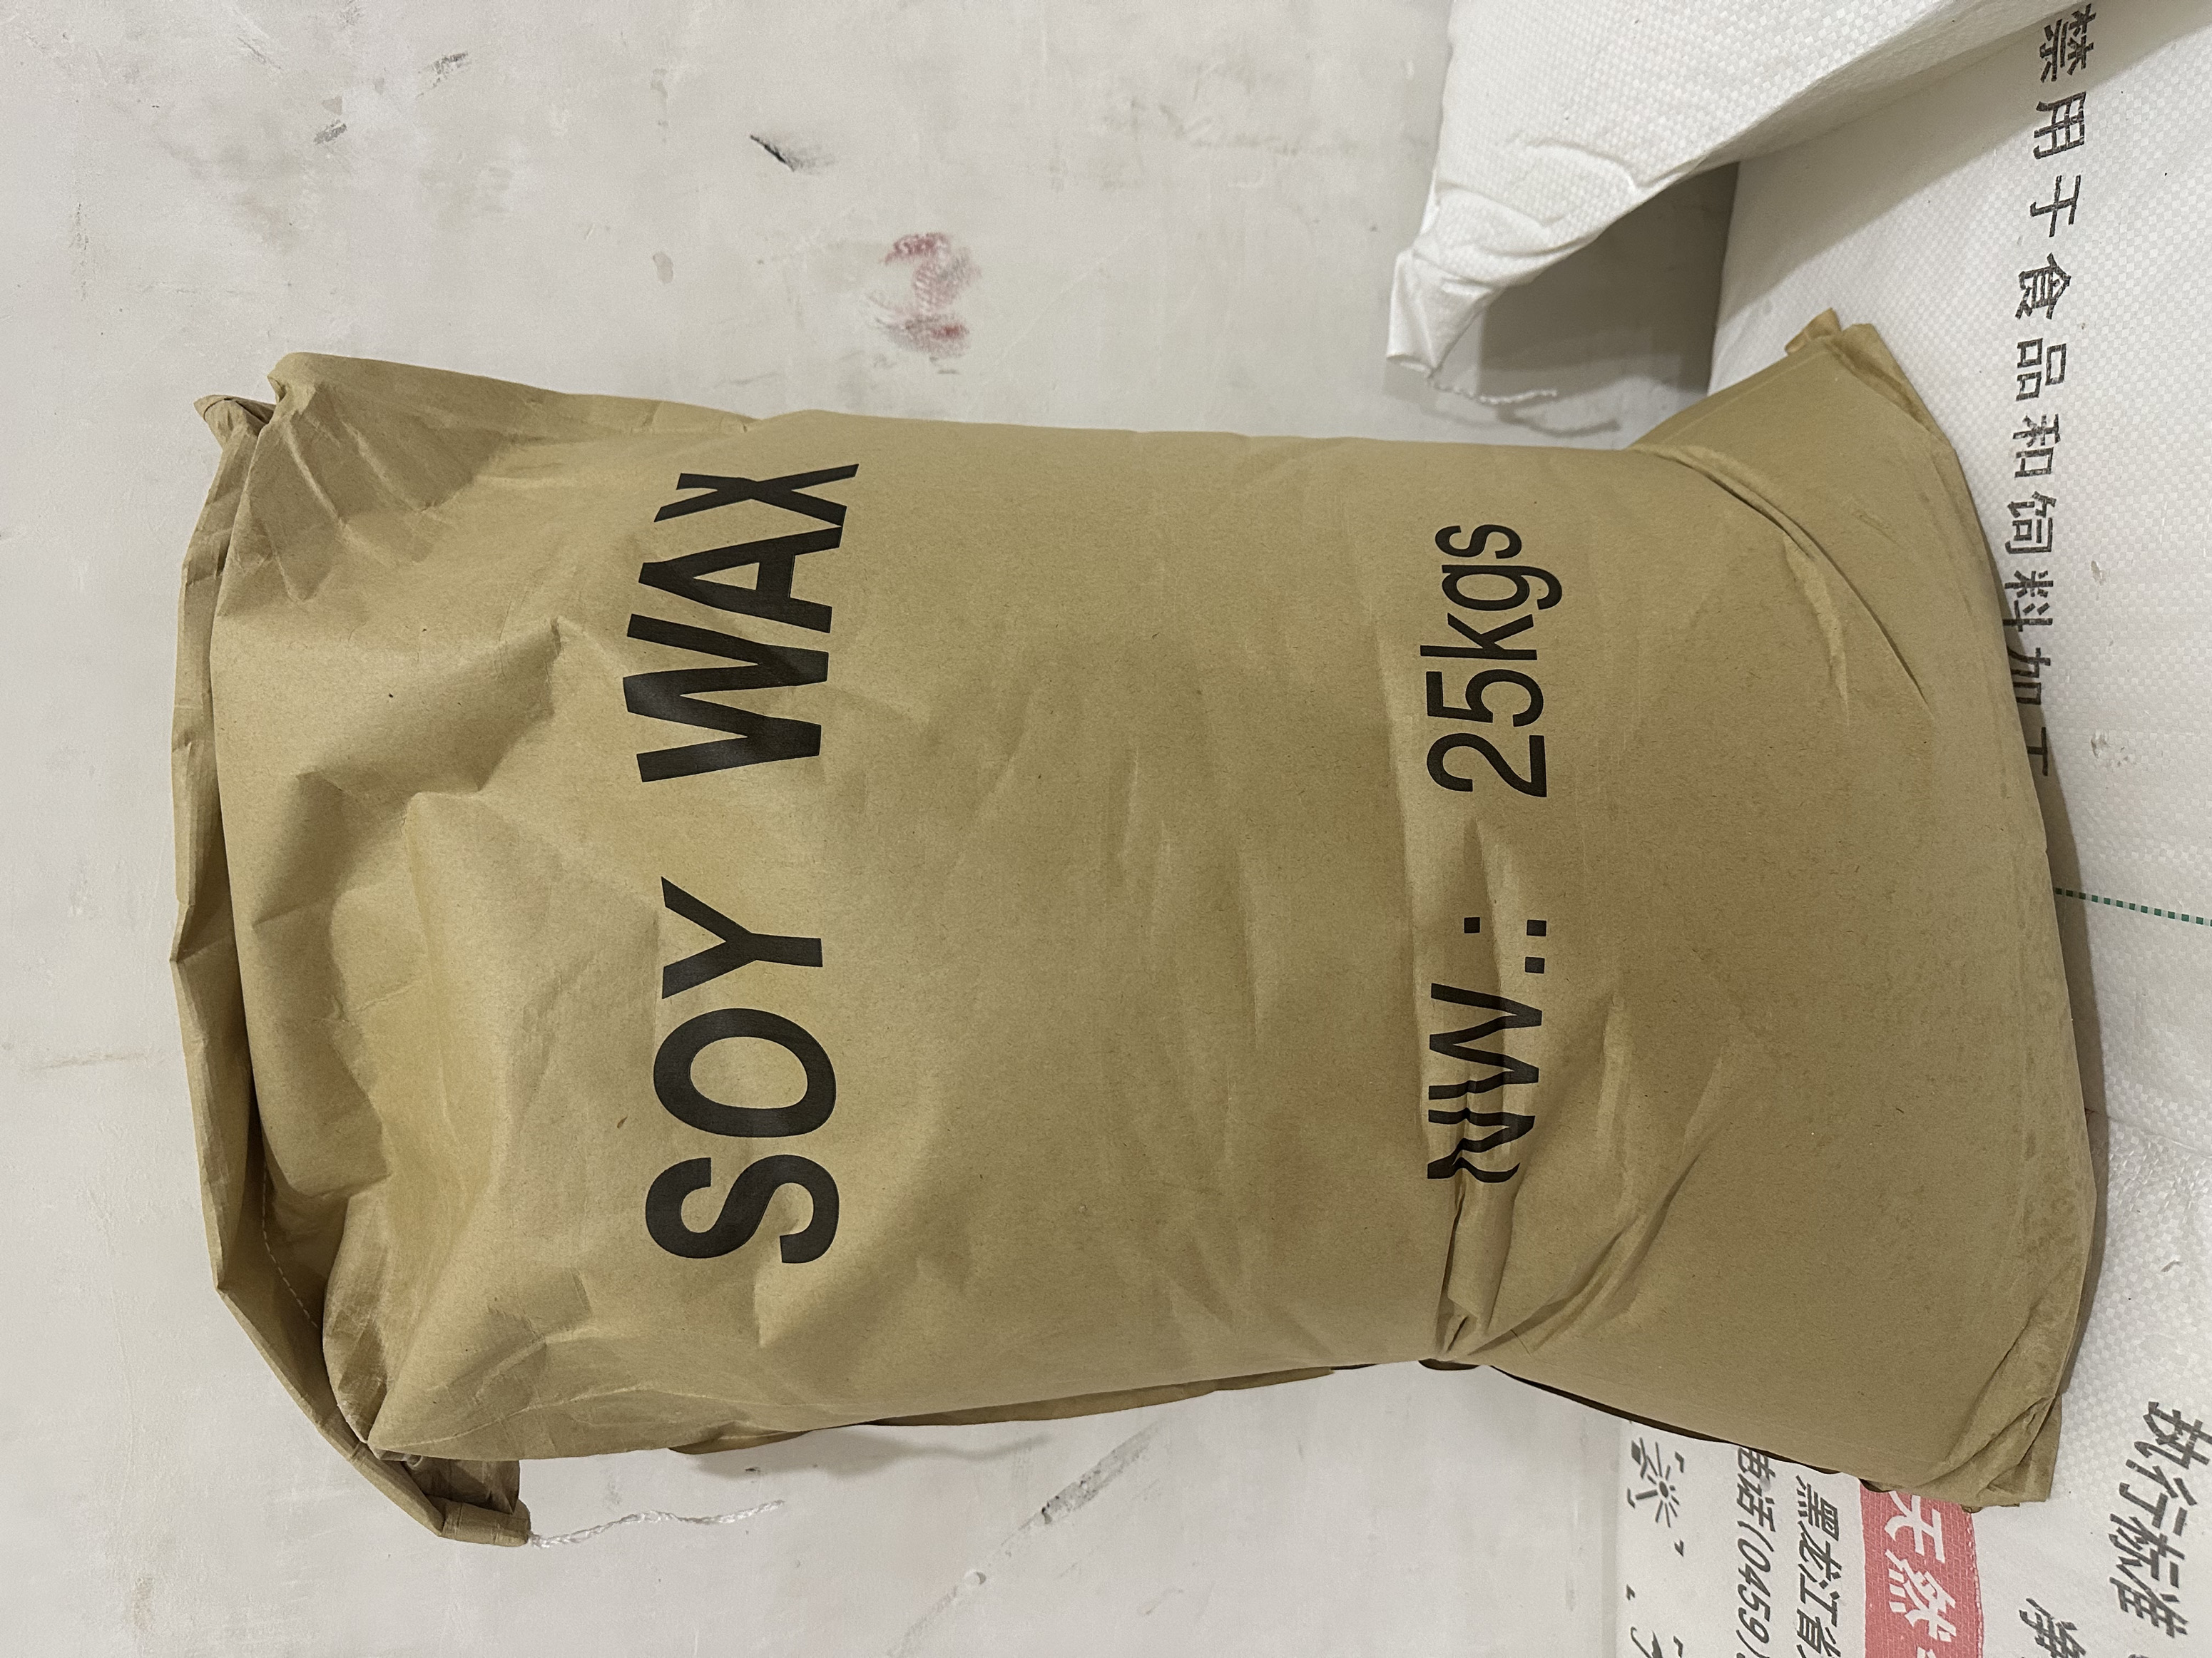 SOY WAX
NW.: 25kgs
禁用于食品和饲料加工
执行标准
天然
黑龙江省
电话(0459)